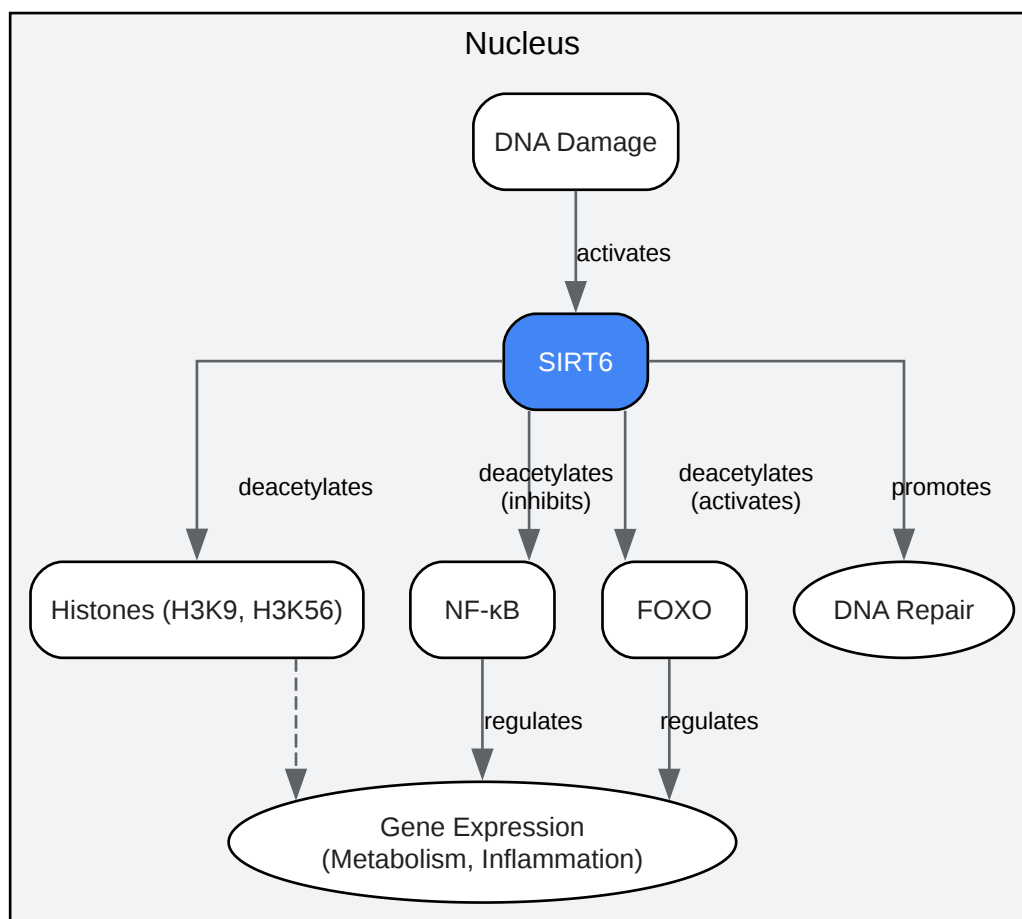 Nucleus
DNA Damage
activates
SIRT6
deacetylates
deacetylates
(inhibits)
deacetylates
(activates)
promotes
Histones (H3K9, H3K56)
NF-κB
FOXO
DNA Repair
regulates
regulates
Gene Expression
(Metabolism, Inflammation)